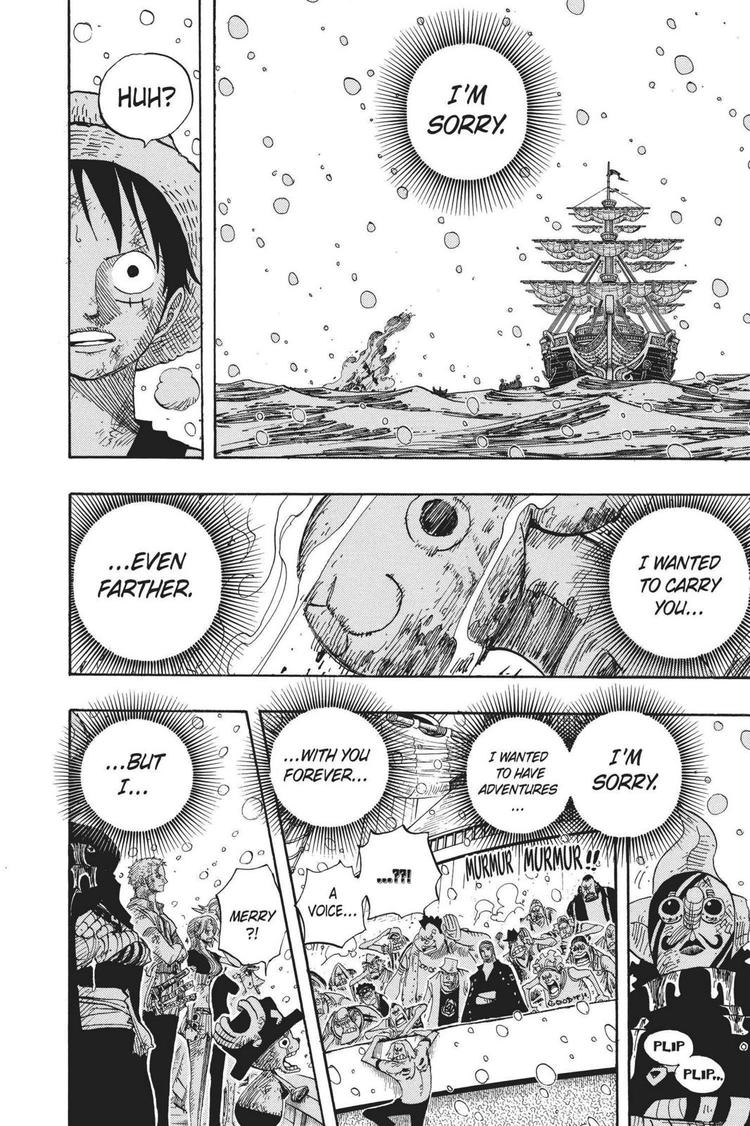 I'M
SORRY.
HUH?
I WANTED
TO CARRY
YOU...
...EVEN
FARTHER.
I'M
SORRY.
PLIP
PLIP...
I WANTED
TO HAVE
ADVENTURES
...
MURMUR MURMUR!!
...WITH YOU
FOREVER...
...??!
A
VOICE...
...BUT
I...
MERRY
?!